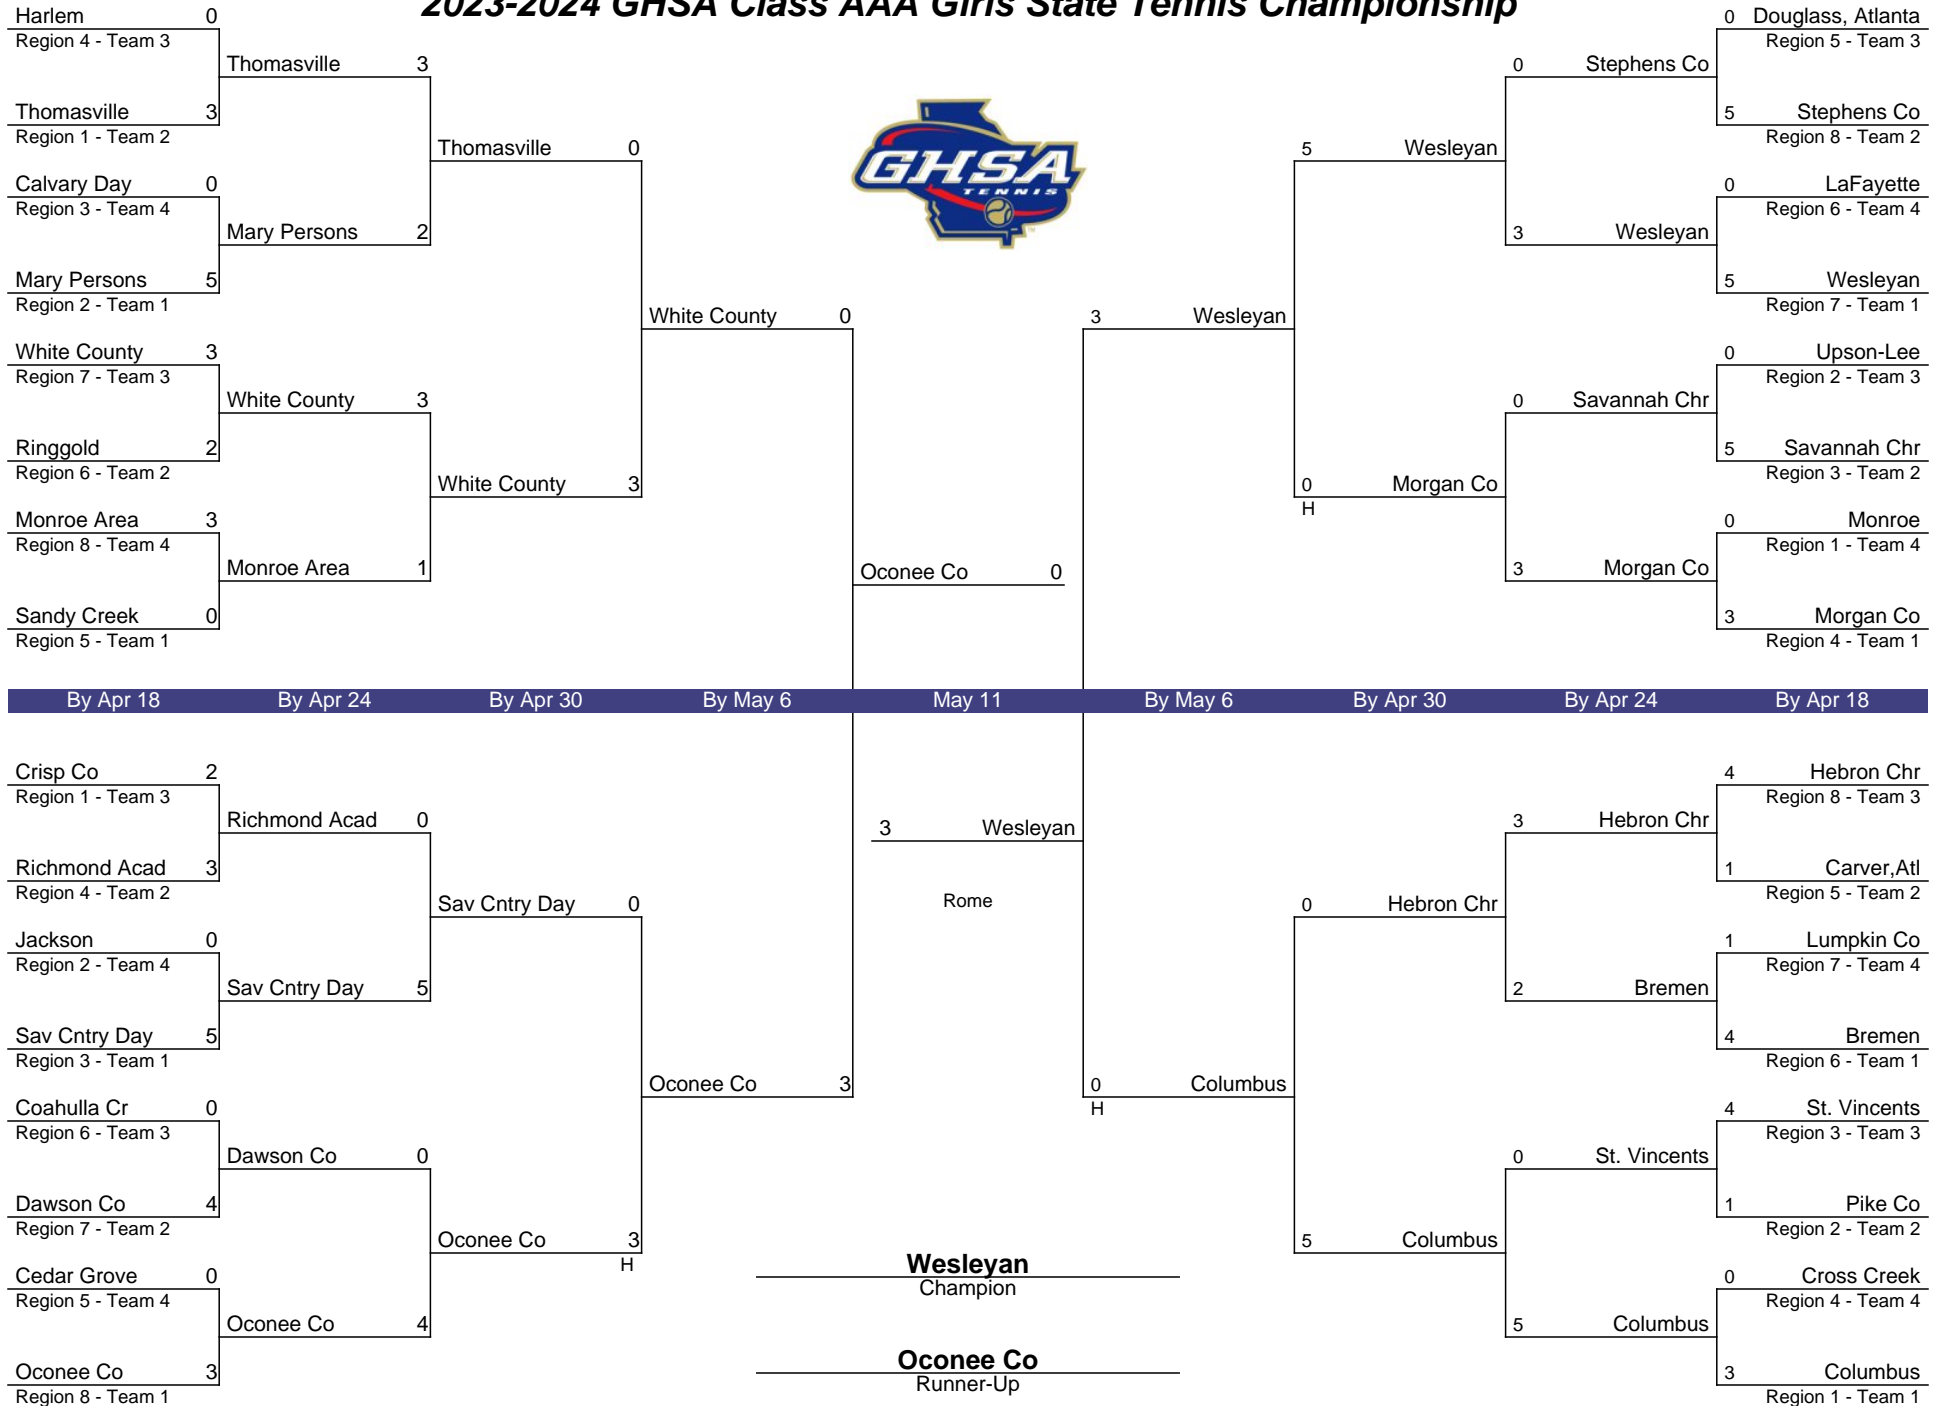 2023-2024 GHSA Class AAA Girls State Tennis Championship
Harlem 0
Region 4 - Team 3
Thomasville 3
Thomasville 3
Region 1 - Team 2
Thomasville 0
Calvary Day 0
Region 3 - Team 4
Mary Persons 2
Mary Persons 5
Region 2 - Team 1
White County 0
White County 3
Region 7 - Team 3
White County 3
Ringgold 2
Region 6 - Team 2
White County 3
Monroe Area 3
Region 8 - Team 4
Monroe Area 1
Sandy Creek 0
Region 5 - Team 1
Oconee Co 0
GHSA
TENNIS
0 Douglass, Atlanta
Region 5 - Team 3
0 Stephens Co
5 Stephens Co
Region 8 - Team 2
5 Wesleyan
0 LaFayette
Region 6 - Team 4
3 Wesleyan
5 Wesleyan
Region 7 - Team 1
3 Wesleyan
0 Upson-Lee
Region 2 - Team 3
0 Savannah Chr
5 Savannah Chr
Region 3 - Team 2
0 Morgan Co
H
0 Monroe
Region 1 - Team 4
3 Morgan Co
3 Morgan Co
Region 4 - Team 1
By Apr 18 By Apr 24 By Apr 30 By May 6 May 11 By May 6 By Apr 30 By Apr 24 By Apr 18
Crisp Co 2
Region 1 - Team 3
Richmond Acad 0
Richmond Acad 3
Region 4 - Team 2
Sav Cntry Day 0
Jackson 0
Region 2 - Team 4
Sav Cntry Day 5
Sav Cntry Day 5
Region 3 - Team 1
Oconee Co 3
Coahulla Cr 0
Region 6 - Team 3
Dawson Co 0
Dawson Co 4
Region 7 - Team 2
Oconee Co 3
H
Cedar Grove 0
Region 5 - Team 4
Oconee Co 4
Oconee Co 3
Region 8 - Team 1
3 Wesleyan
Rome
Wesleyan
Champion
Oconee Co
Runner-Up
4 Hebron Chr
Region 8 - Team 3
3 Hebron Chr
1 Carver,Atl
Region 5 - Team 2
0 Hebron Chr
1 Lumpkin Co
Region 7 - Team 4
2 Bremen
4 Bremen
Region 6 - Team 1
0 Columbus
H
4 St. Vincents
Region 3 - Team 3
0 St. Vincents
1 Pike Co
Region 2 - Team 2
5 Columbus
0 Cross Creek
Region 4 - Team 4
5 Columbus
3 Columbus
Region 1 - Team 1